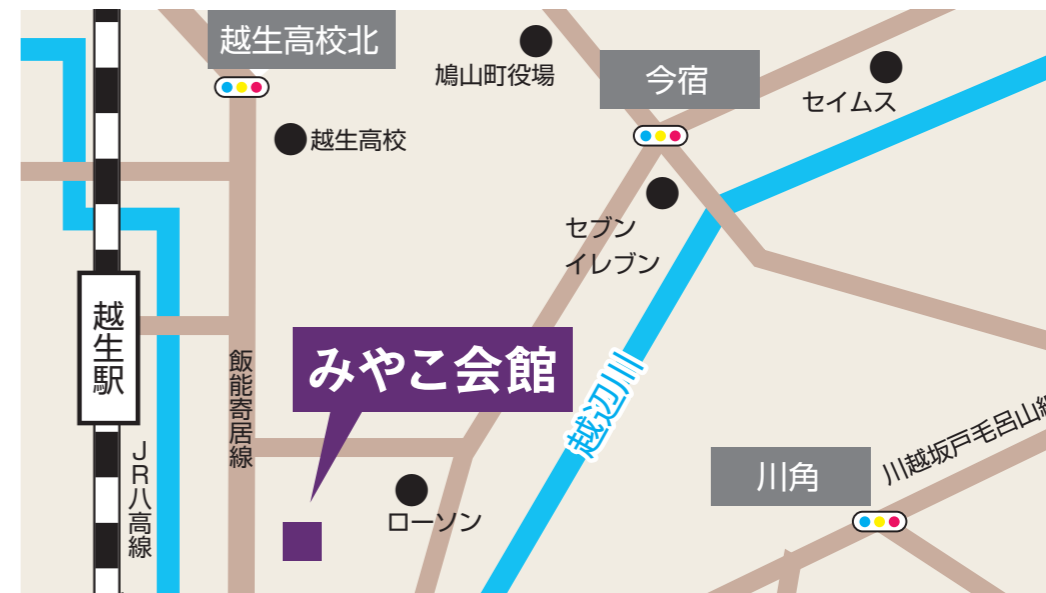 越生高校北
鳩山町役場
今宿
セイムス
越生高校
セブン
イレブン
越生駅
飯能寄居線
みやこ会館
越辺川
JR八高線
ローソン
川角
川越坂戸毛呂山線